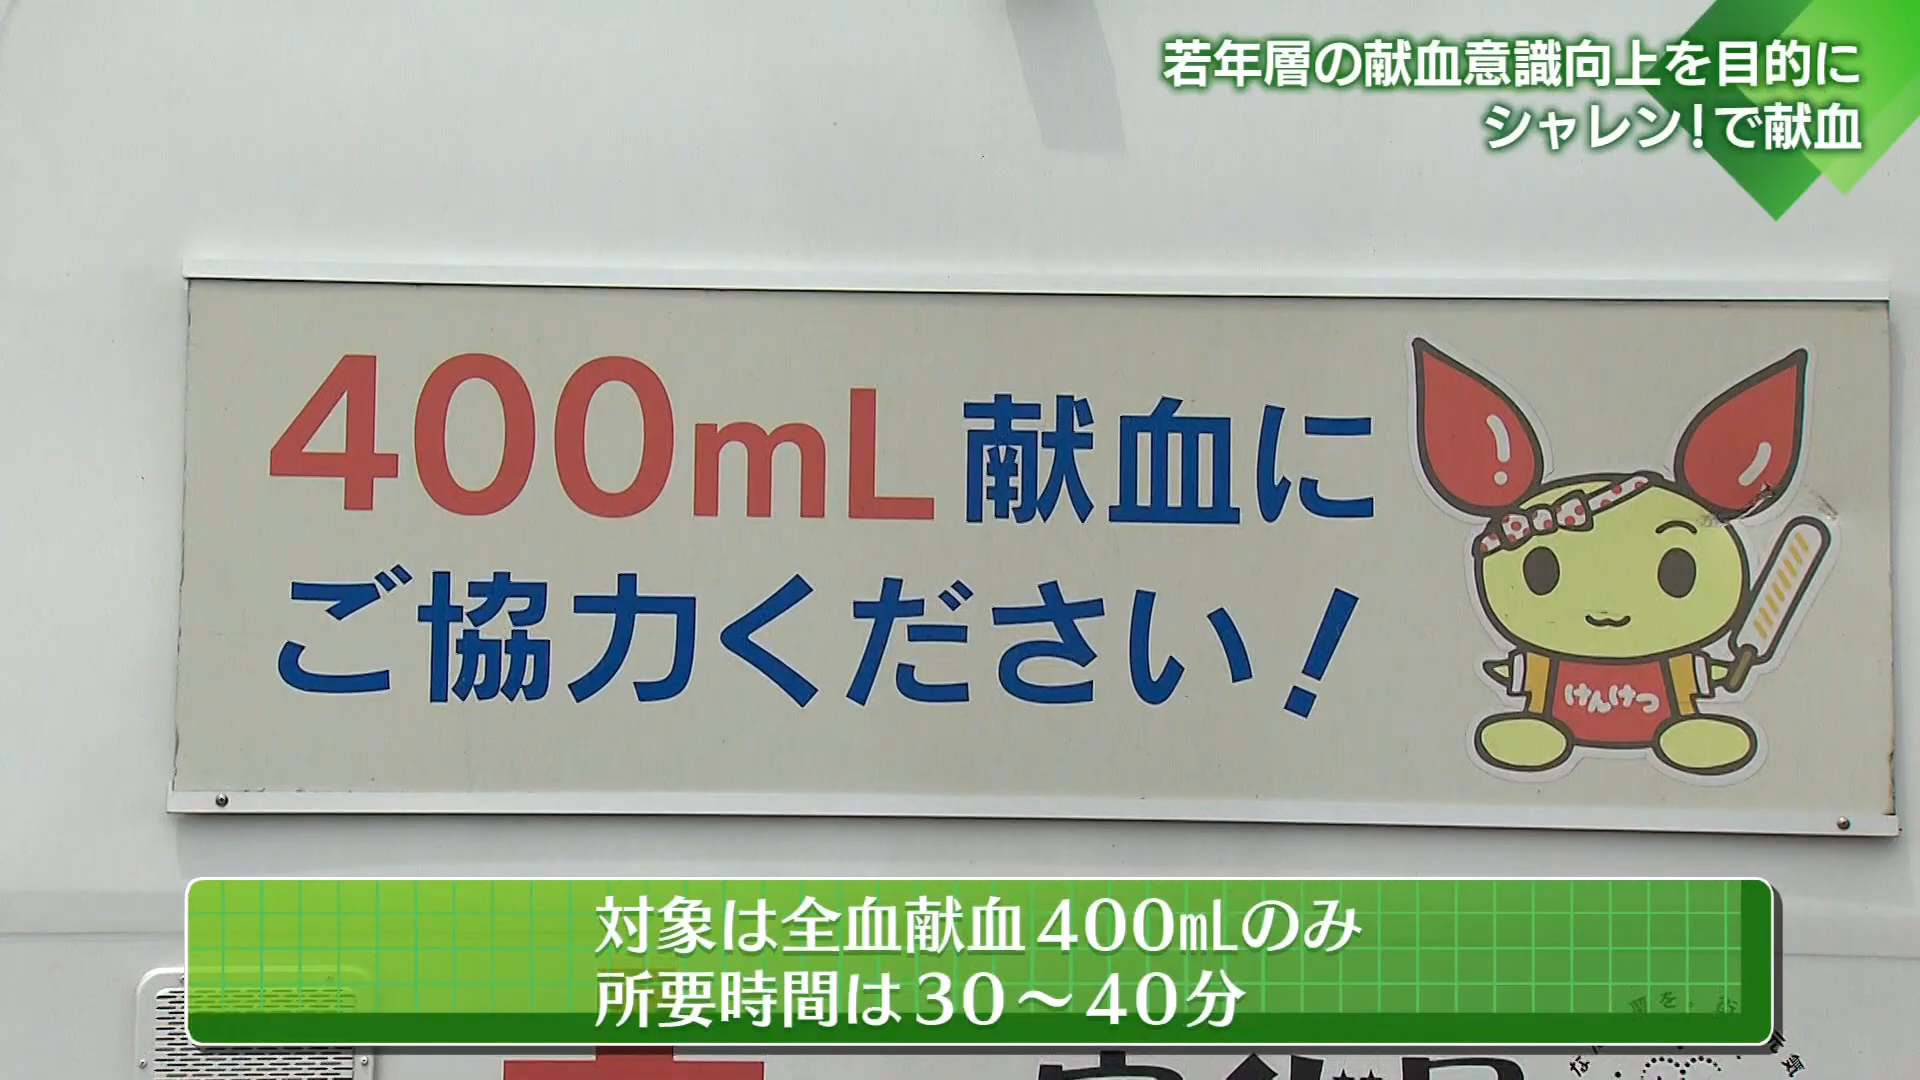 若年層の献血意識向上を目的に
シャレン！で献血
400mL献血に
ご協力ください！
けんけつ
対象は全血献血400㎖のみ
所要時間は30～40分